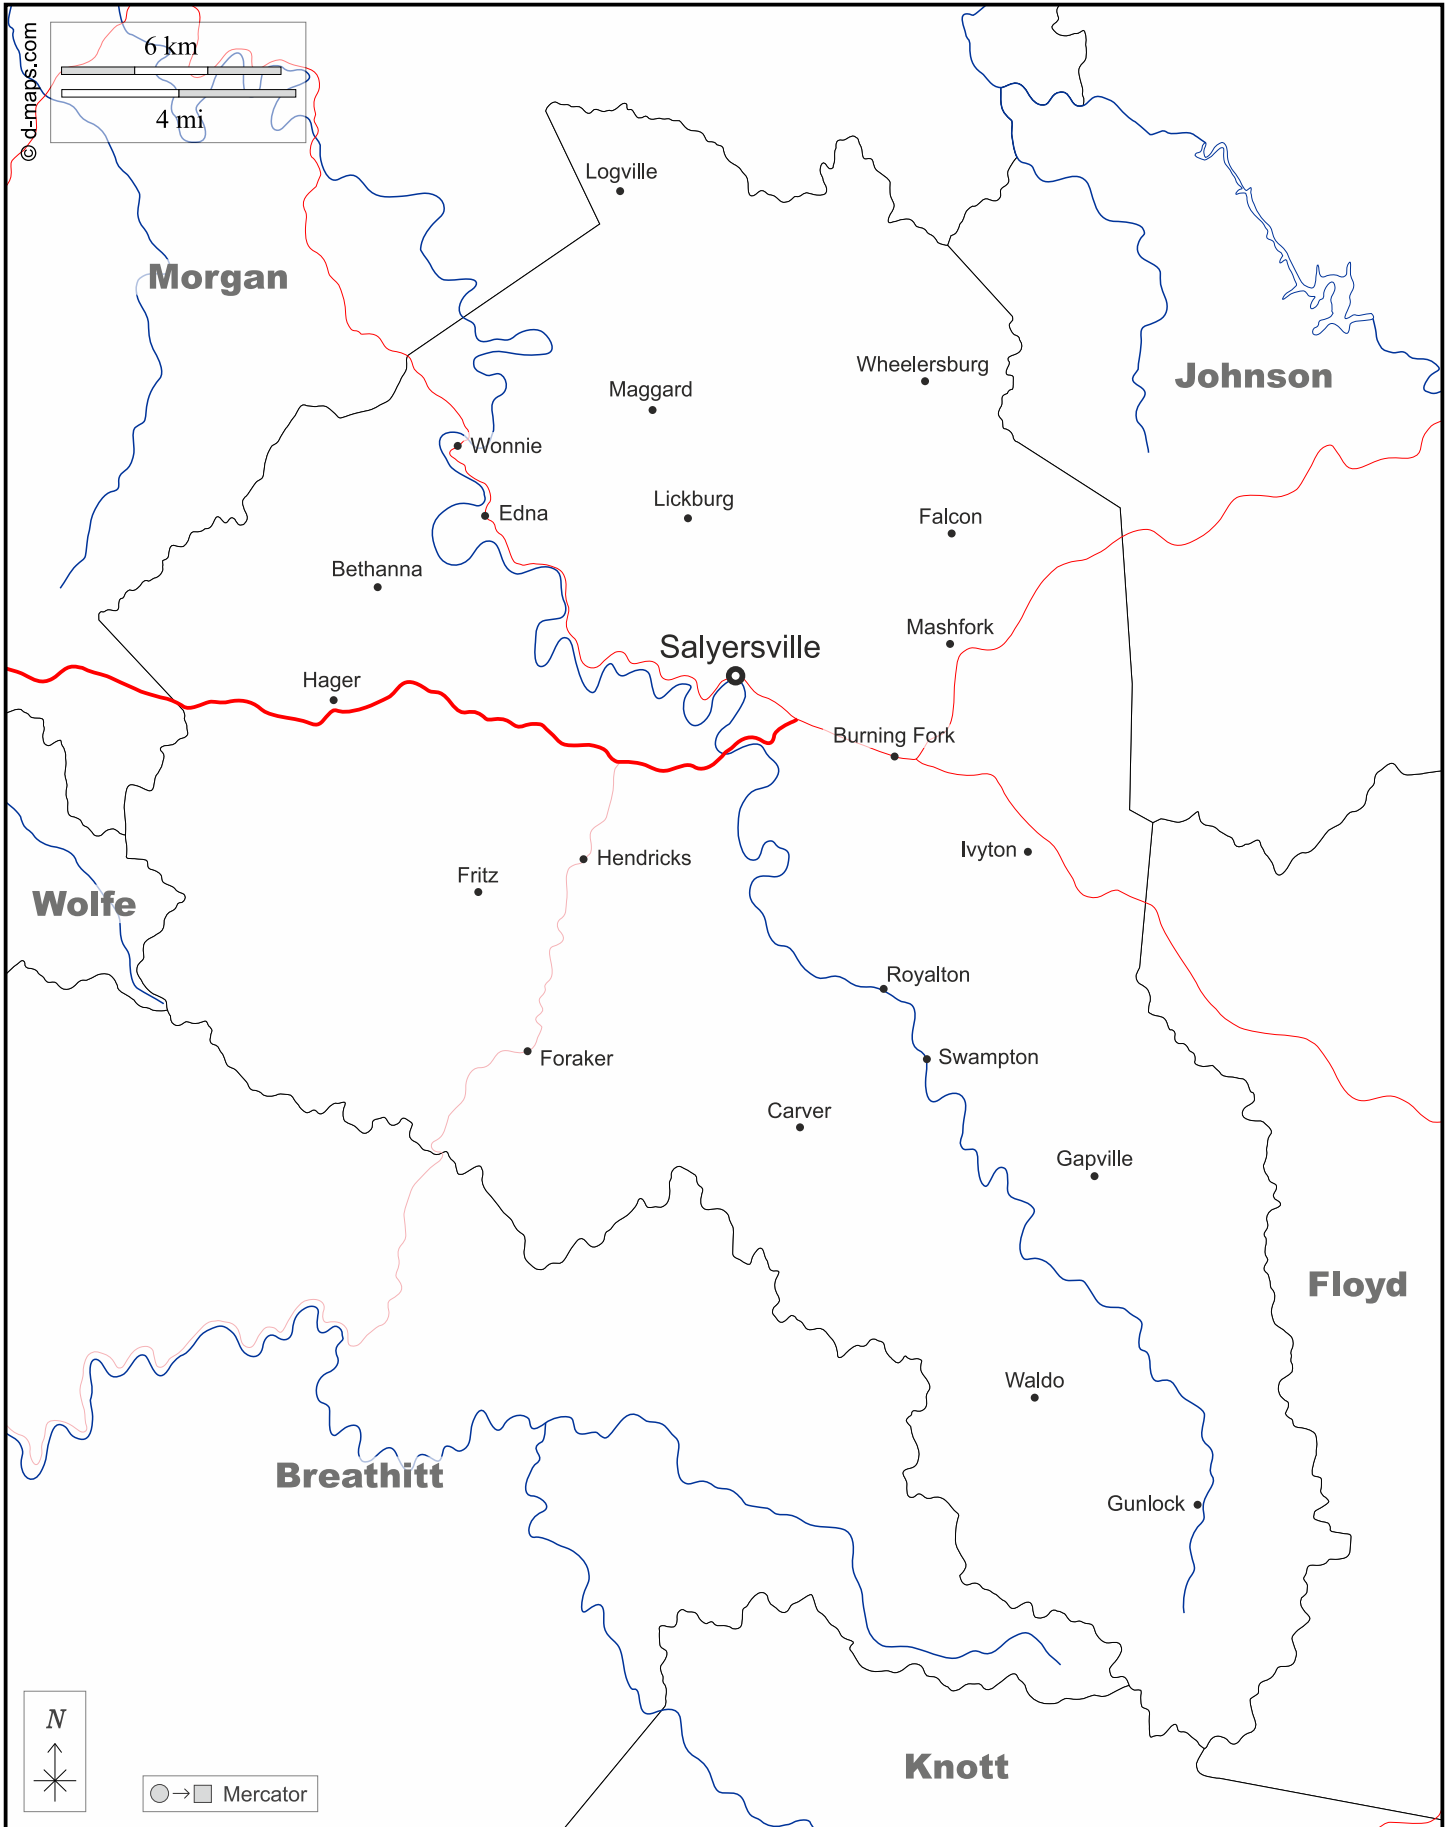 © d-maps.com
6 km
4 mi
Logville
Morgan
Wheelersburg
Johnson
Maggard
Wonnie
Lickburg
Edna
Falcon
Bethanna
Mashfork
Salyersville
Hager
Burning Fork
Ivyton
Hendricks
Fritz
Wolfe
Royalton
Foraker
Swampton
Carver
Gapville
Floyd
Waldo
Breathitt
Gunlock
N
Knott
Mercator